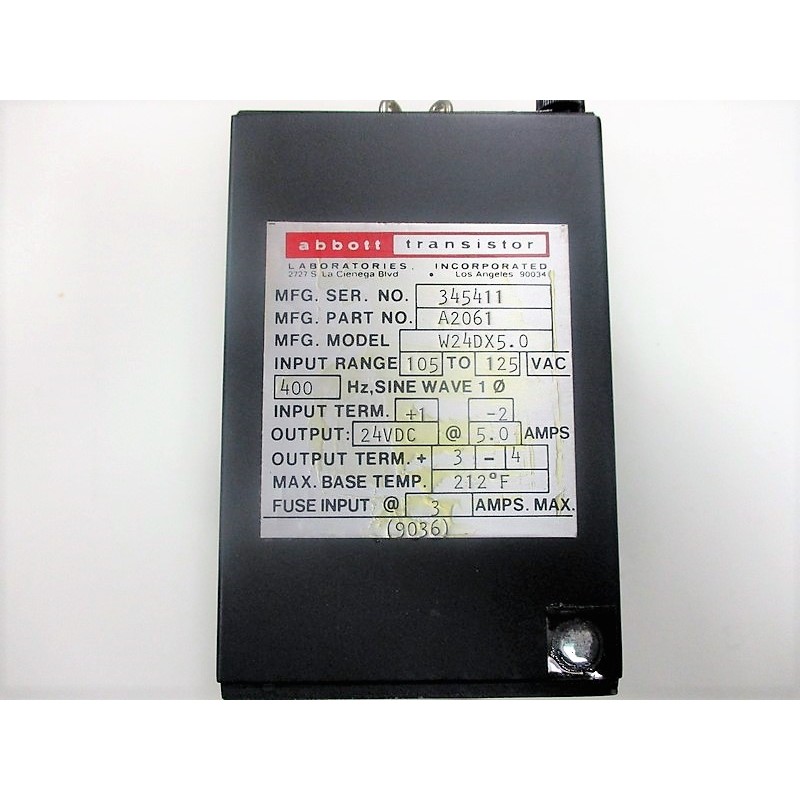 abbott transistor
LABORATORIES, INCORPORATED
2727 S. La Cienega Blvd • Los Angeles 90034
MFG. SER. NO. 345411
MFG. PART NO. A2061
MFG. MODEL W24DX5.0
INPUT RANGE 105 TO 125 VAC
400 Hz, SINE WAVE 1 Ø
INPUT TERM. +1 -2
OUTPUT: 24VDC @ 5.0 AMPS
OUTPUT TERM. + 3 - 4
MAX. BASE TEMP. 212°F
FUSE INPUT @ 3 AMPS. MAX.
(9036)